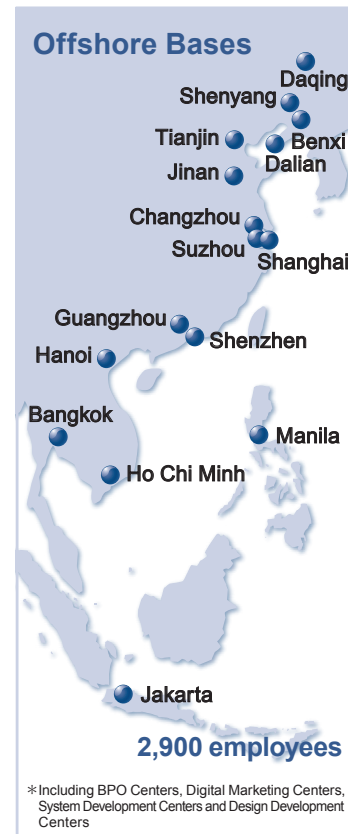 Offshore Bases
Daqing
Shenyang
Benxi
Tianjin
Dalian
Jinan
Changzhou
Suzhou
Shanghai
Guangzhou
Shenzhen
Hanoi
Bangkok
Manila
Ho Chi Minh
Jakarta
2,900 employees
*Including BPO Centers, Digital Marketing Centers,
System Development Centers and Design Development
Centers